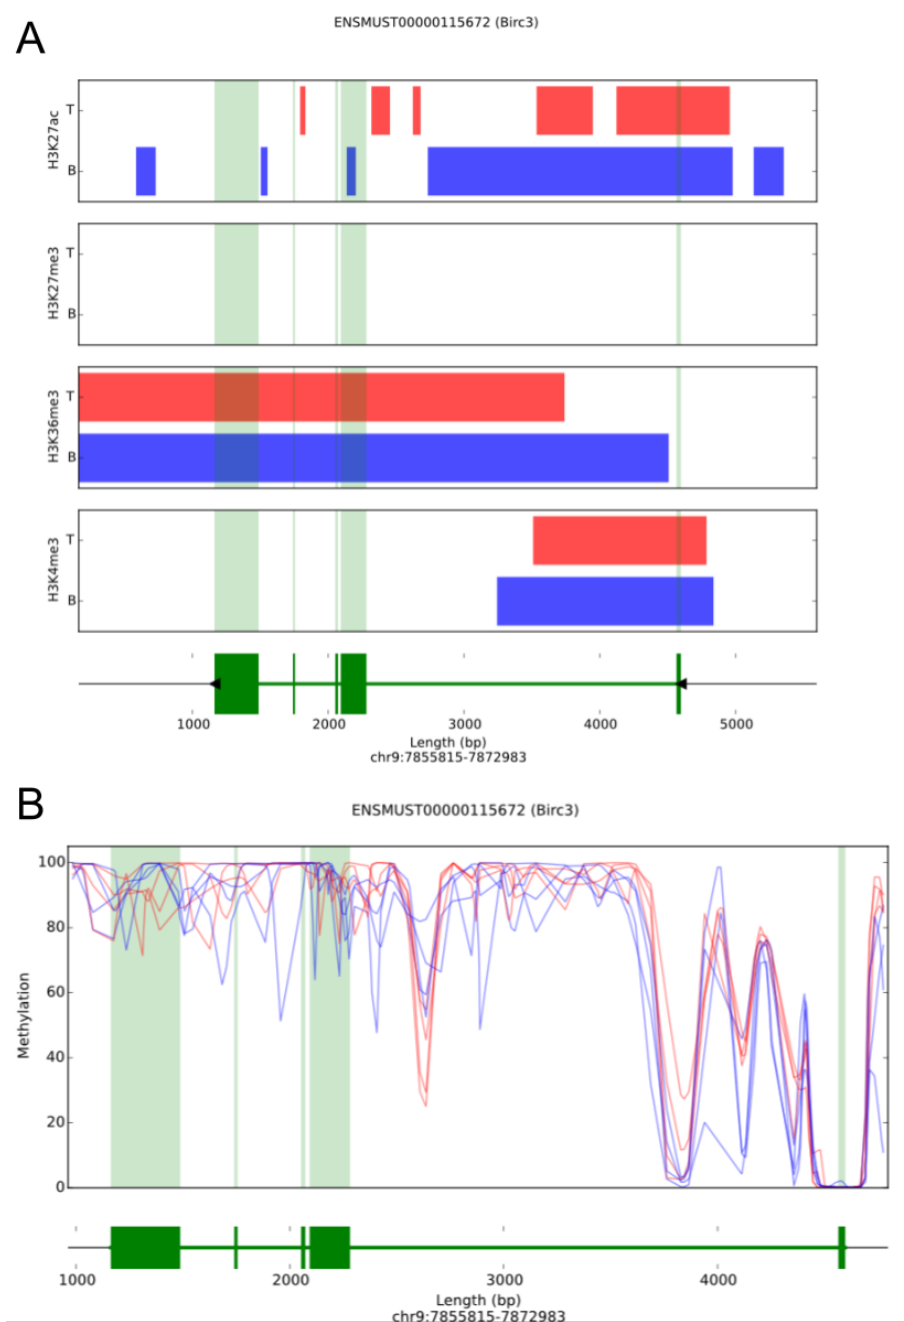 A
ENSMUST00000115672 (Birc3)
H3K27ac
T
B
H3K27me3
T
B
H3K36me3
T
B
H3K4me3
T
B
1000 2000 3000 4000 5000
Length (bp)
chr9:7855815-7872983
B
ENSMUST00000115672 (Birc3)
Methylation
100
80
60
40
20
0
1000 2000 3000 4000
Length (bp)
chr9:7855815-7872983